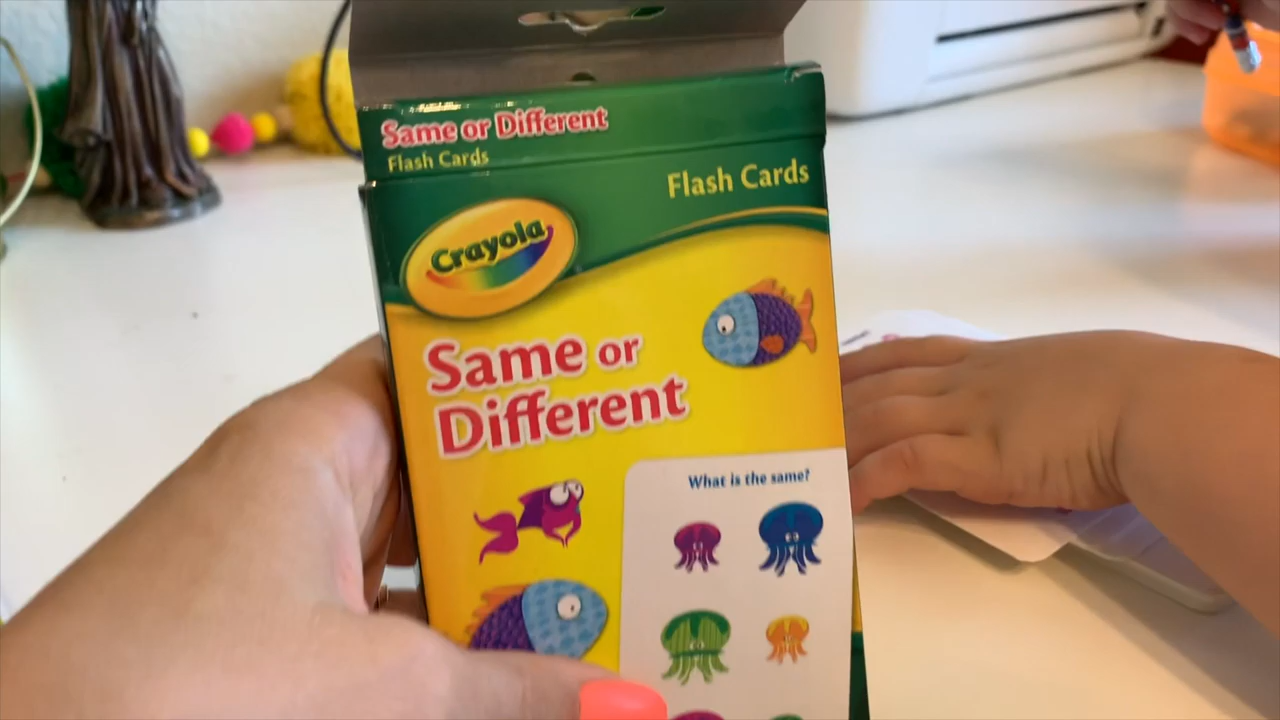 Same or Different
Flash Cards
Flash Cards
Crayola
Same or
Different
What is the same?